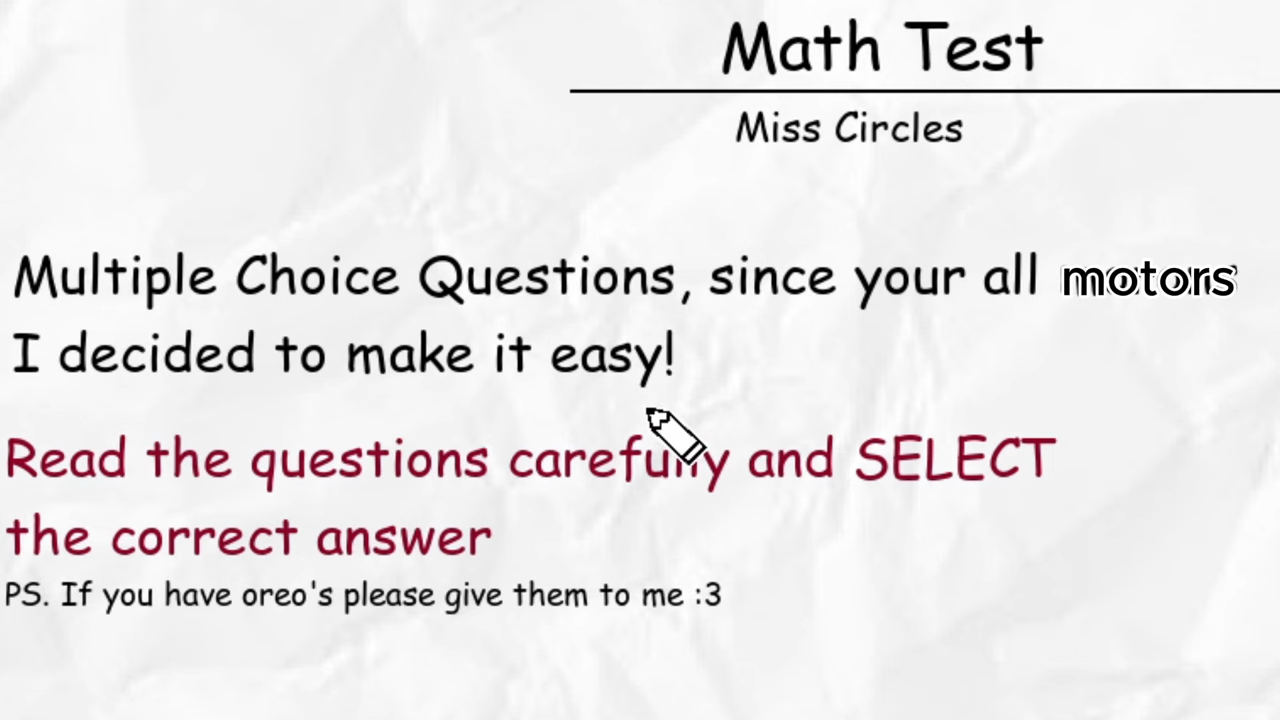 Math Test
Miss Circles
Multiple Choice Questions, since your all motors
I decided to make it easy!
Read the questions carefully and SELECT
the correct answer
PS. If you have oreo's please give them to me :3